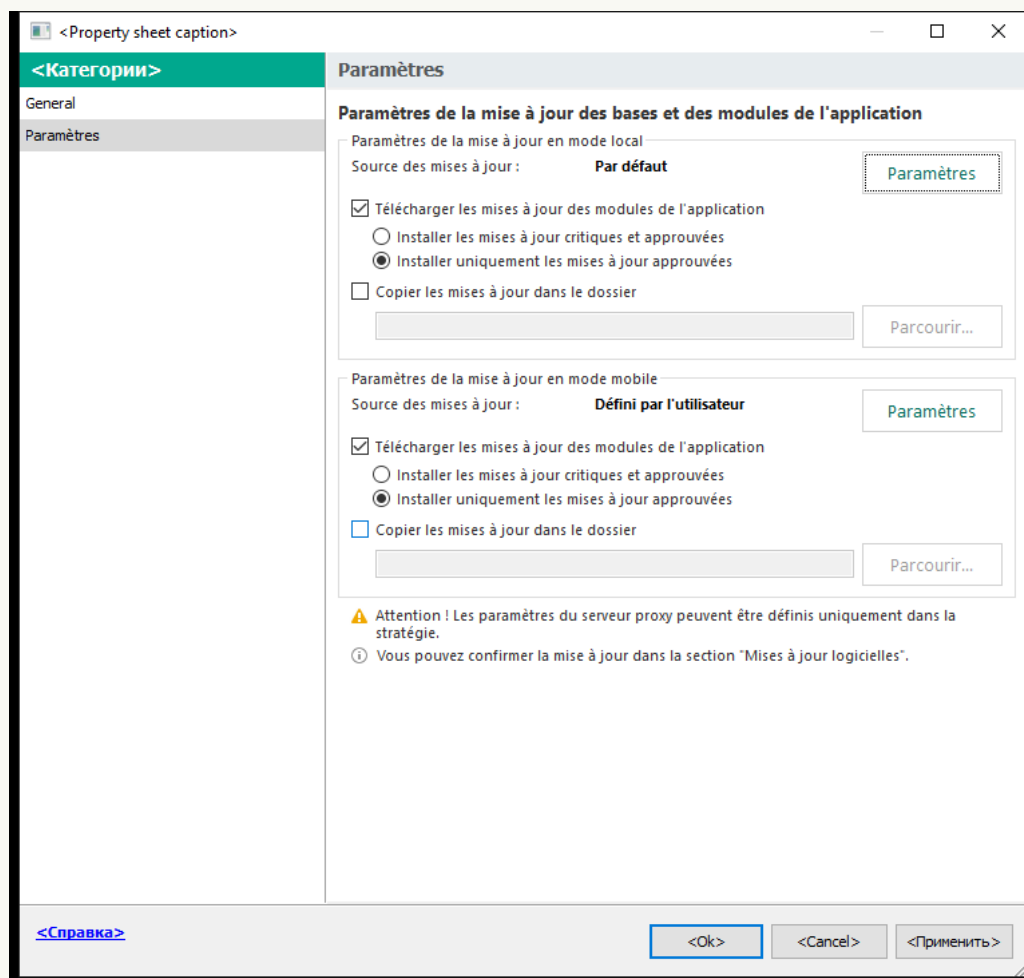 <Property sheet caption>
<Категории>
General
Paramètres
Paramètres
Paramètres de la mise à jour des bases et des modules de l'application
Paramètres de la mise à jour en mode local
Source des mises à jour : Par défaut
Paramètres
Télécharger les mises à jour des modules de l'application
Installer les mises à jour critiques et approuvées
Installer uniquement les mises à jour approuvées
Copier les mises à jour dans le dossier
Parcourir...
Paramètres de la mise à jour en mode mobile
Source des mises à jour : Défini par l'utilisateur
Paramètres
Télécharger les mises à jour des modules de l'application
Installer les mises à jour critiques et approuvées
Installer uniquement les mises à jour approuvées
Copier les mises à jour dans le dossier
Parcourir...
Attention ! Les paramètres du serveur proxy peuvent être définis uniquement dans la
stratégie.
Vous pouvez confirmer la mise à jour dans la section "Mises à jour logicielles".
<Справка>
<Ok> <Cancel> <Применить>